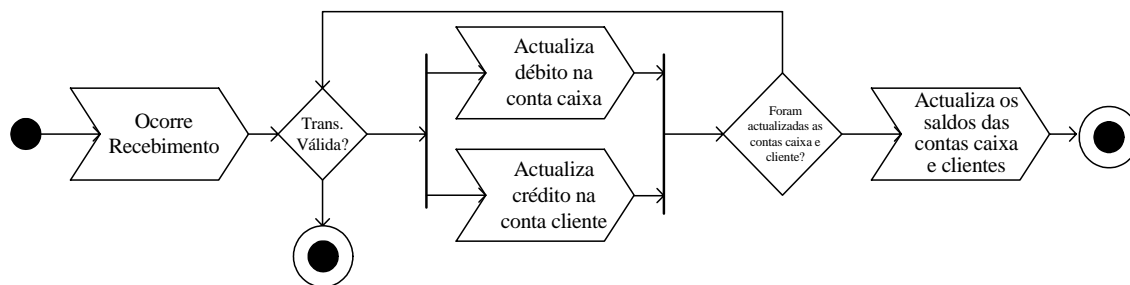 Ocorre
Recebimento
Trans.
Válida?
Actualiza
débito na
conta caixa
Actualiza
crédito na
conta cliente
Foram
actualizadas as
contas caixa e
cliente?
Actualiza os
saldos das
contas caixa
e clientes